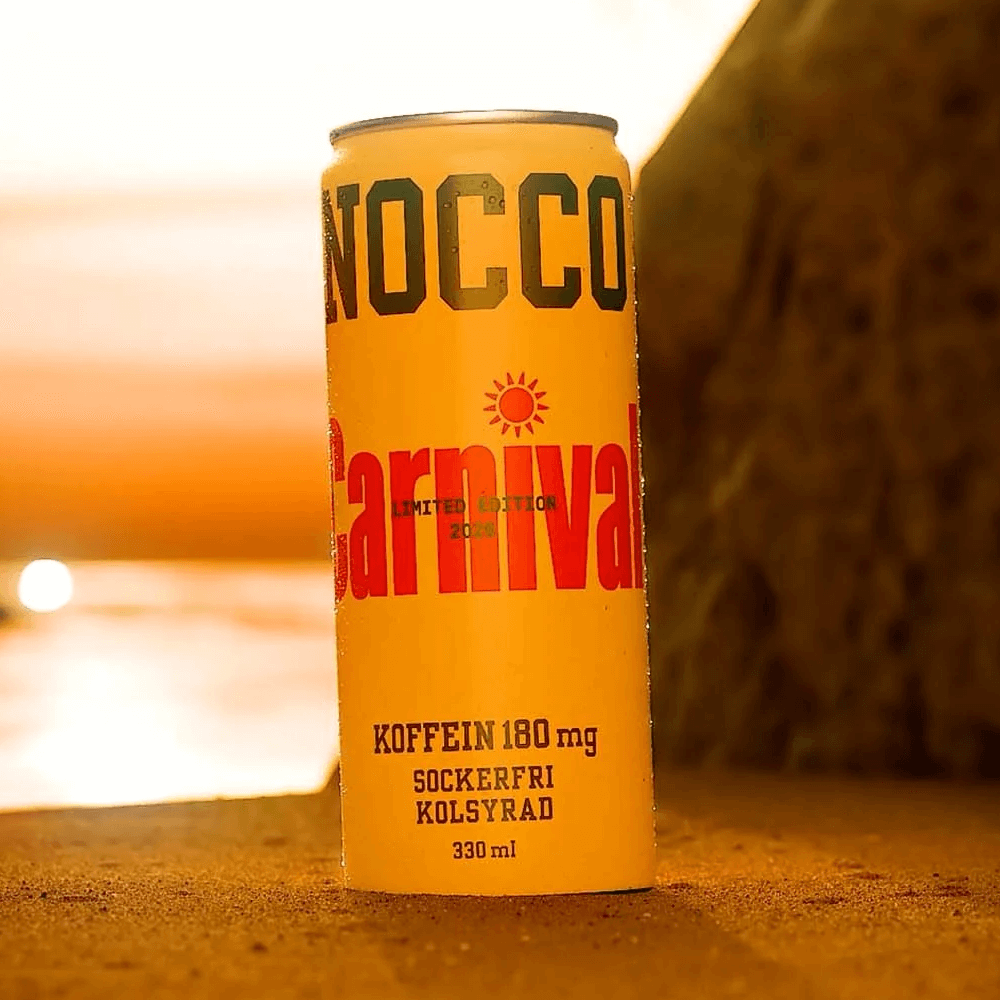 NOCCO
Carnival
LIMITED EDITION
KOFFEIN 180 mg
SOCKERFRI
KOLSYRAD
330 ml